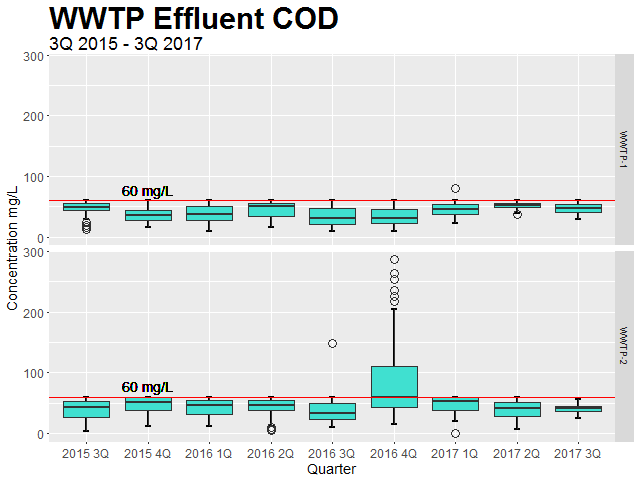 WWTP Effluent COD
3Q 2015 - 3Q 2017
Concentration mg/L
300
200
100
0
60 mg/L
WWTP-1
300
200
100
0
60 mg/L
WWTP-2
2015 3Q 2015 4Q 2016 1Q 2016 2Q 2016 3Q 2016 4Q 2017 1Q 2017 2Q 2017 3Q
Quarter